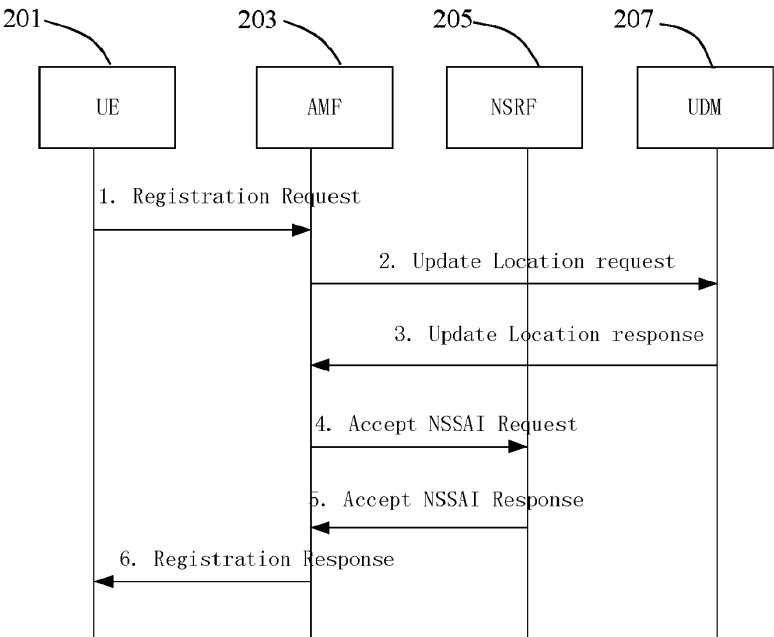 201
203
205
207
UE
AMF
NSRF
UDM
1. Registration Request
2. Update Location request
3. Update Location response
4. Accept NSSAI Request
5. Accept NSSAI Response
6. Registration Response